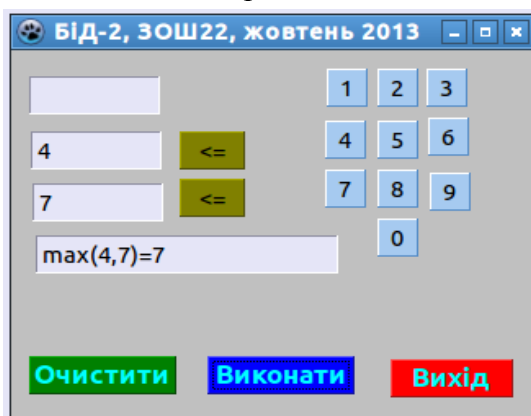 БіД-2, ЗОШ22, жовтень 2013
1 2 3
4 <= 4 5 6
7 <= 7 8 9
0
max(4,7)=7
Очистити Виконати Вихід